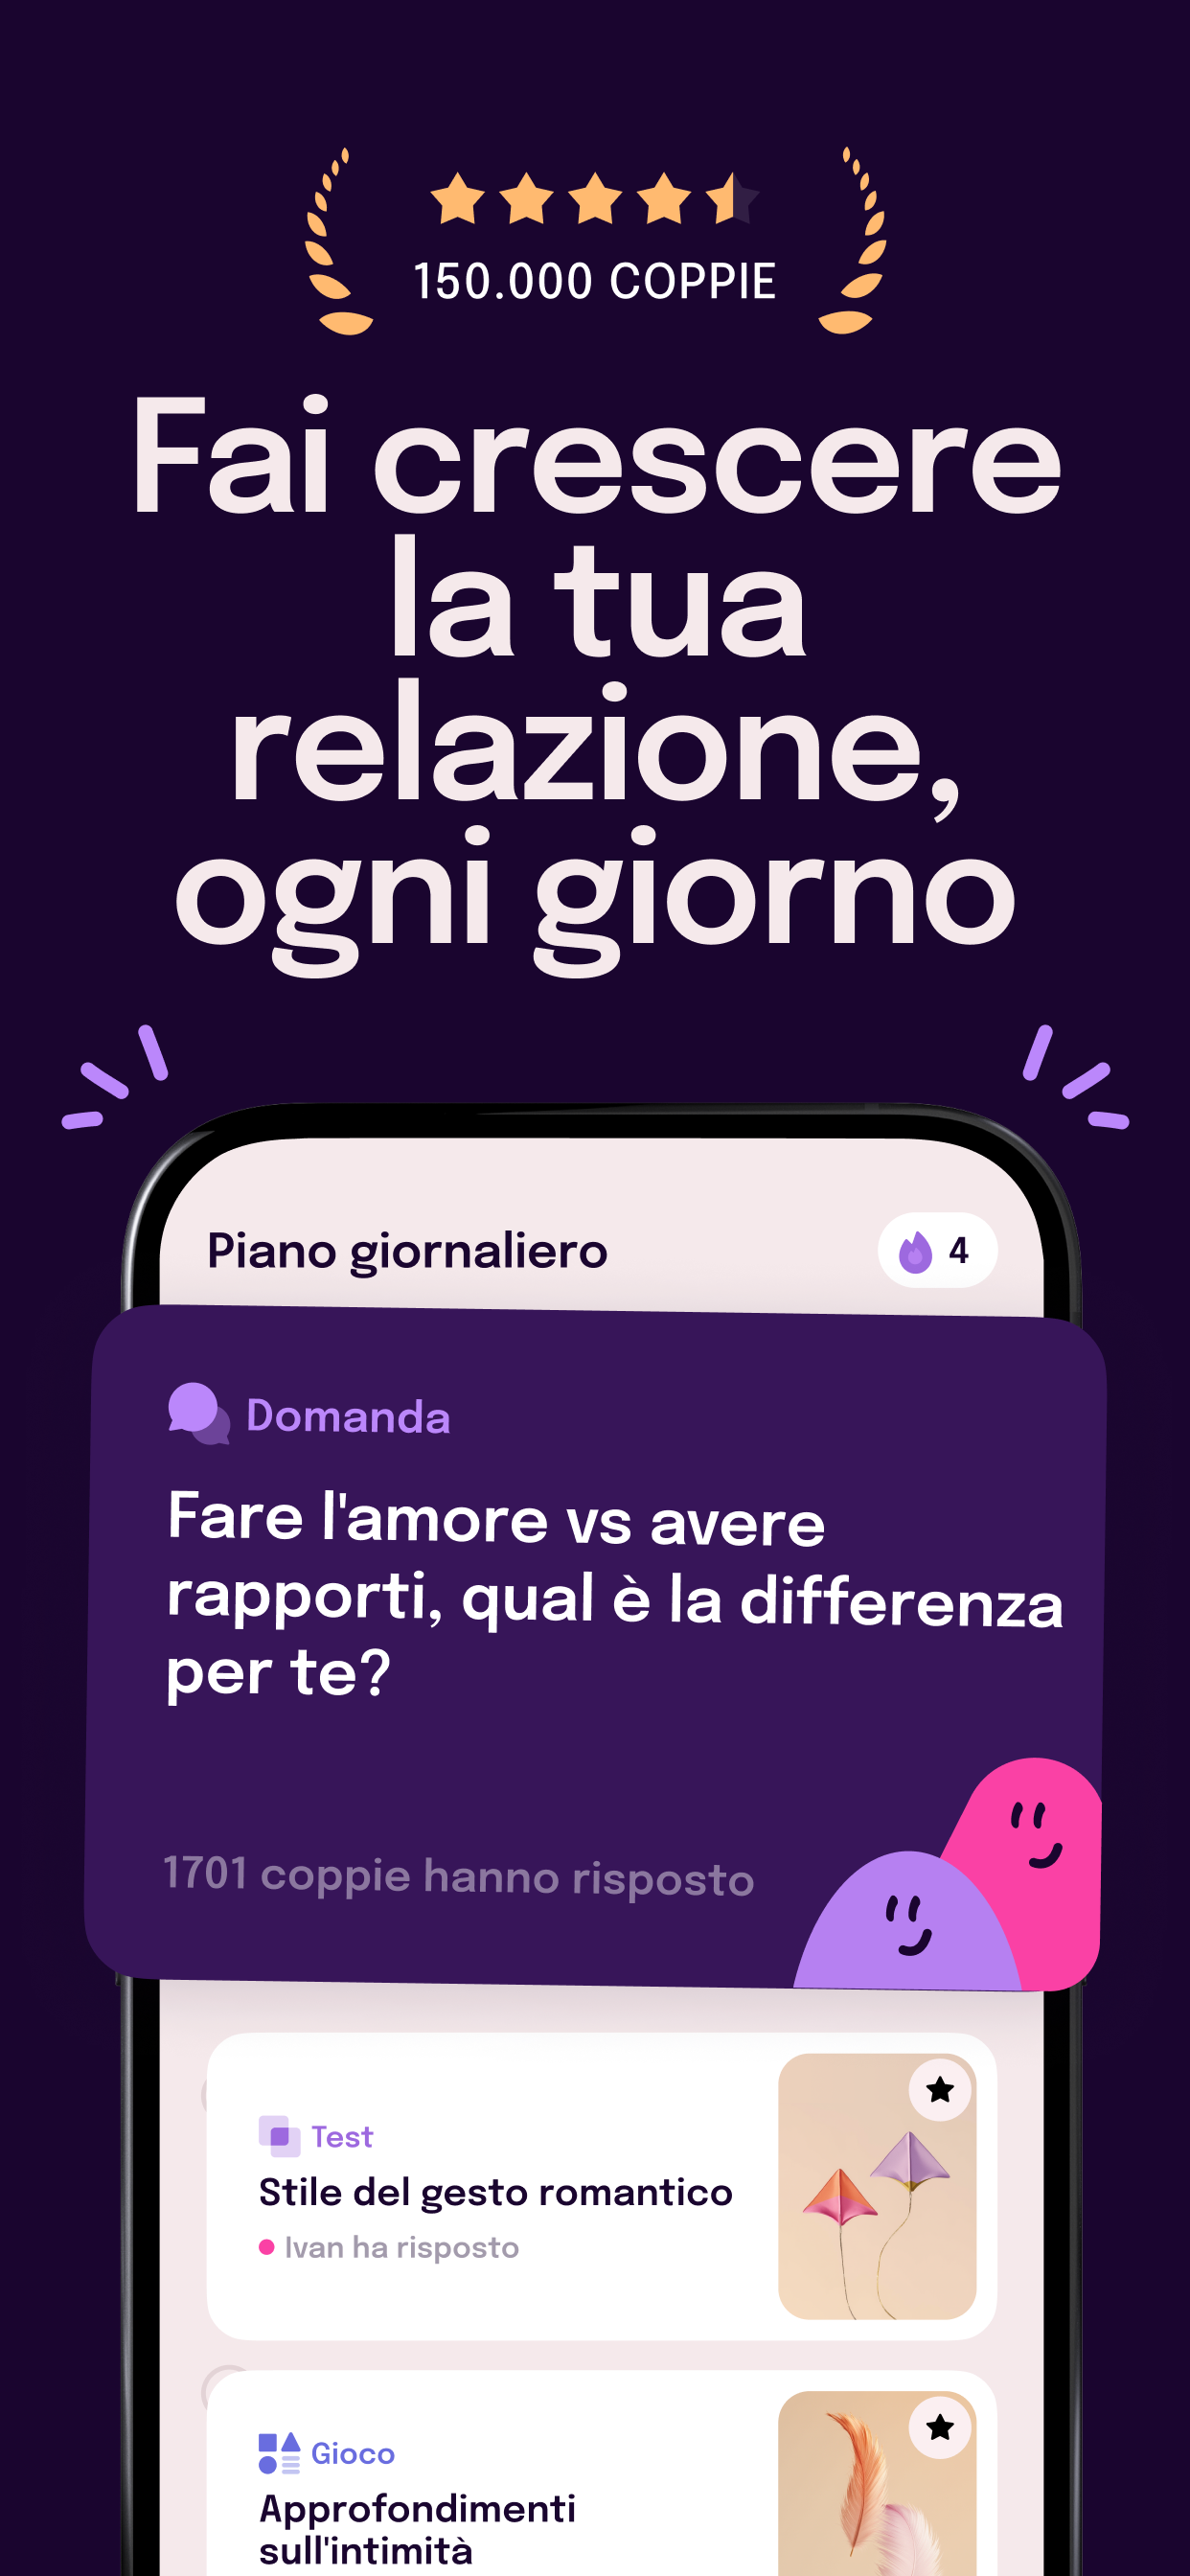 150.000 COPPIE
Fai crescere
la tua
relazione,
ogni giorno
Piano giornaliero
4
Domanda
Fare l'amore vs avere
rapporti, qual è la differenza
per te?
1701 coppie hanno risposto
Test
Stile del gesto romantico
Ivan ha risposto
Gioco
Approfondimenti
sull'intimità